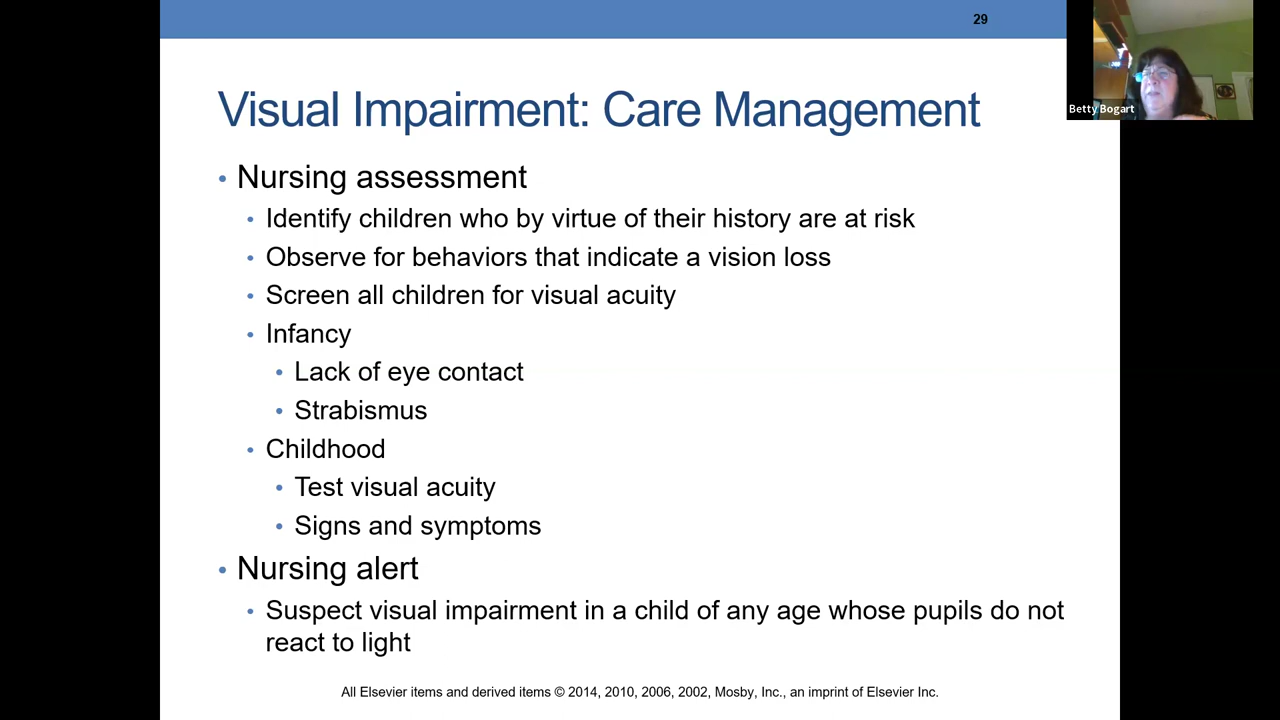 29
Betty Bogart
Visual Impairment: Care Management
• Nursing assessment
• Identify children who by virtue of their history are at risk
• Observe for behaviors that indicate a vision loss
• Screen all children for visual acuity
• Infancy
• Lack of eye contact
• Strabismus
• Childhood
• Test visual acuity
• Signs and symptoms
• Nursing alert
• Suspect visual impairment in a child of any age whose pupils do not
react to light
All Elsevier items and derived items © 2014, 2010, 2006, 2002, Mosby, Inc., an imprint of Elsevier Inc.